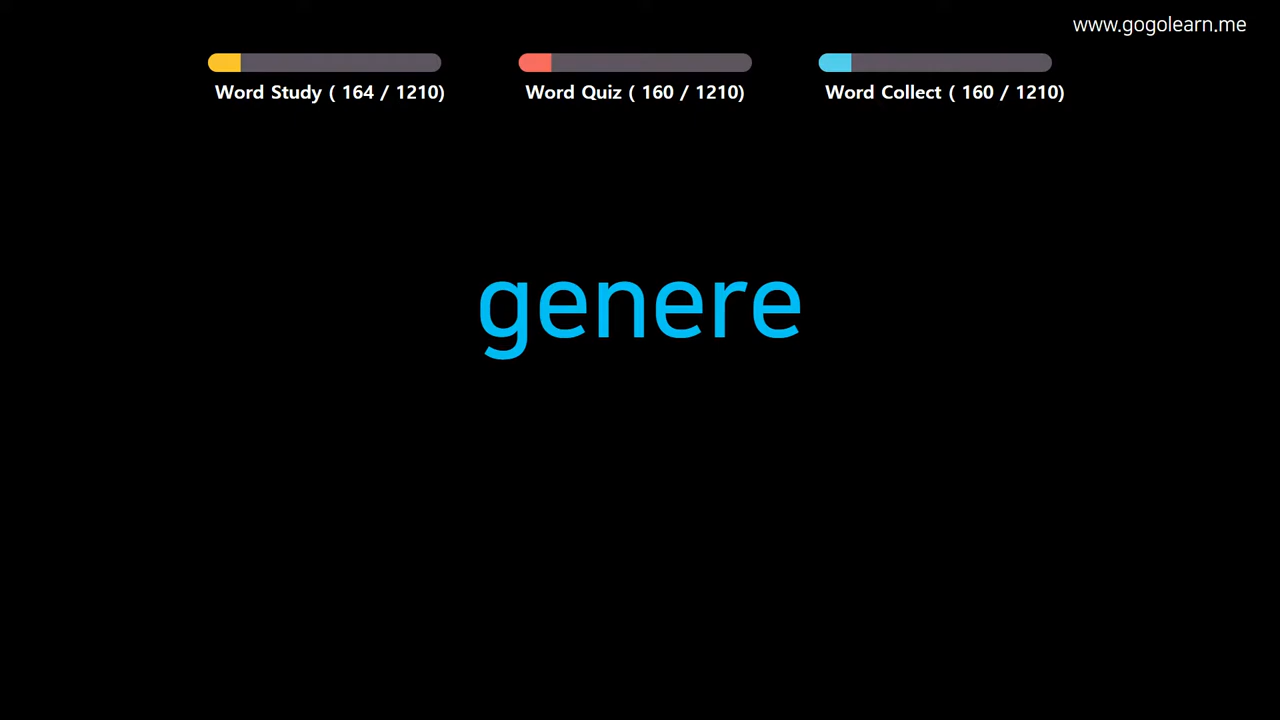 www.gogolearn.me
Word Study ( 164 / 1210)
Word Quiz ( 160 / 1210)
Word Collect ( 160 / 1210)
genere